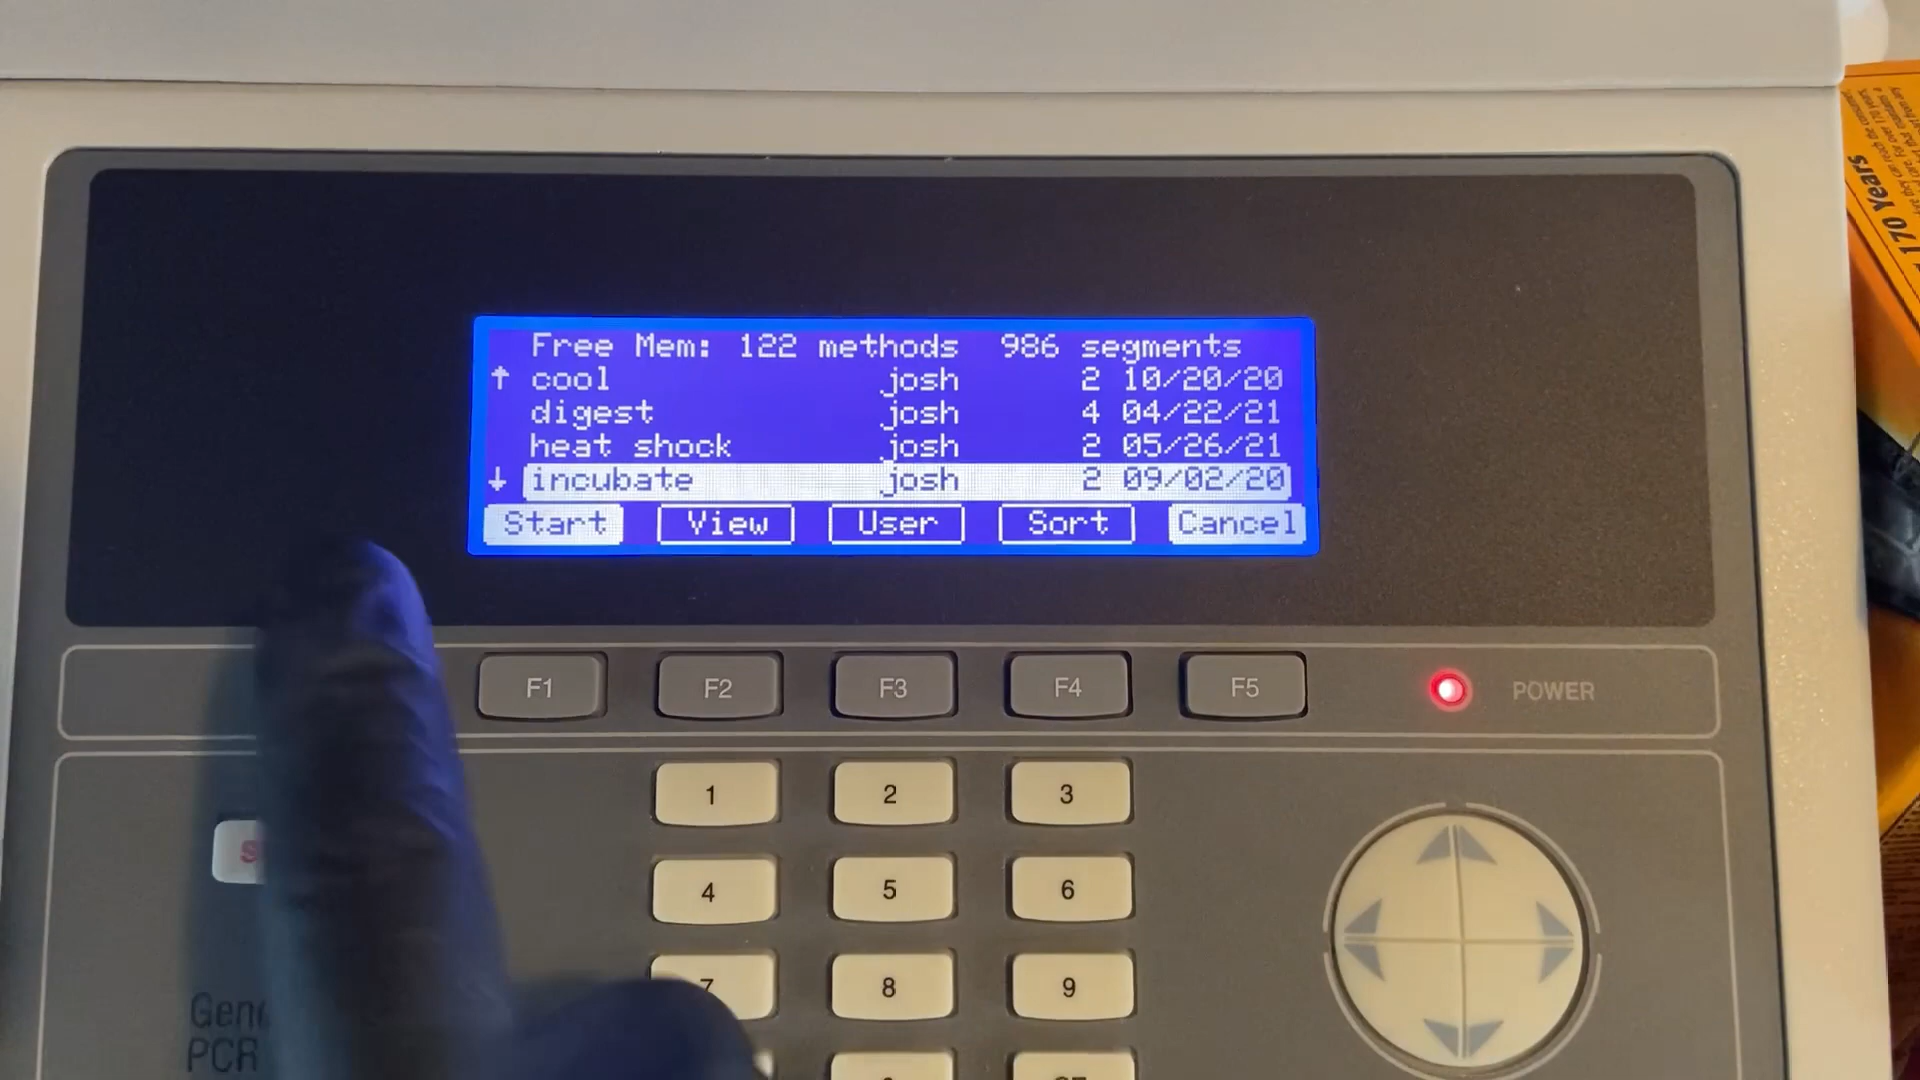 Free Mem: 122 methods 986 segments
↑ cool josh 2 10/20/20
digest josh 4 04/22/21
heat shock josh 2 05/26/21
↓ incubate josh 2 09/02/20
Start View User Sort Cancel
F1 F2 F3 F4 F5 POWER
1 2 3
4 5 6
7 8 9
PCR
170 Years